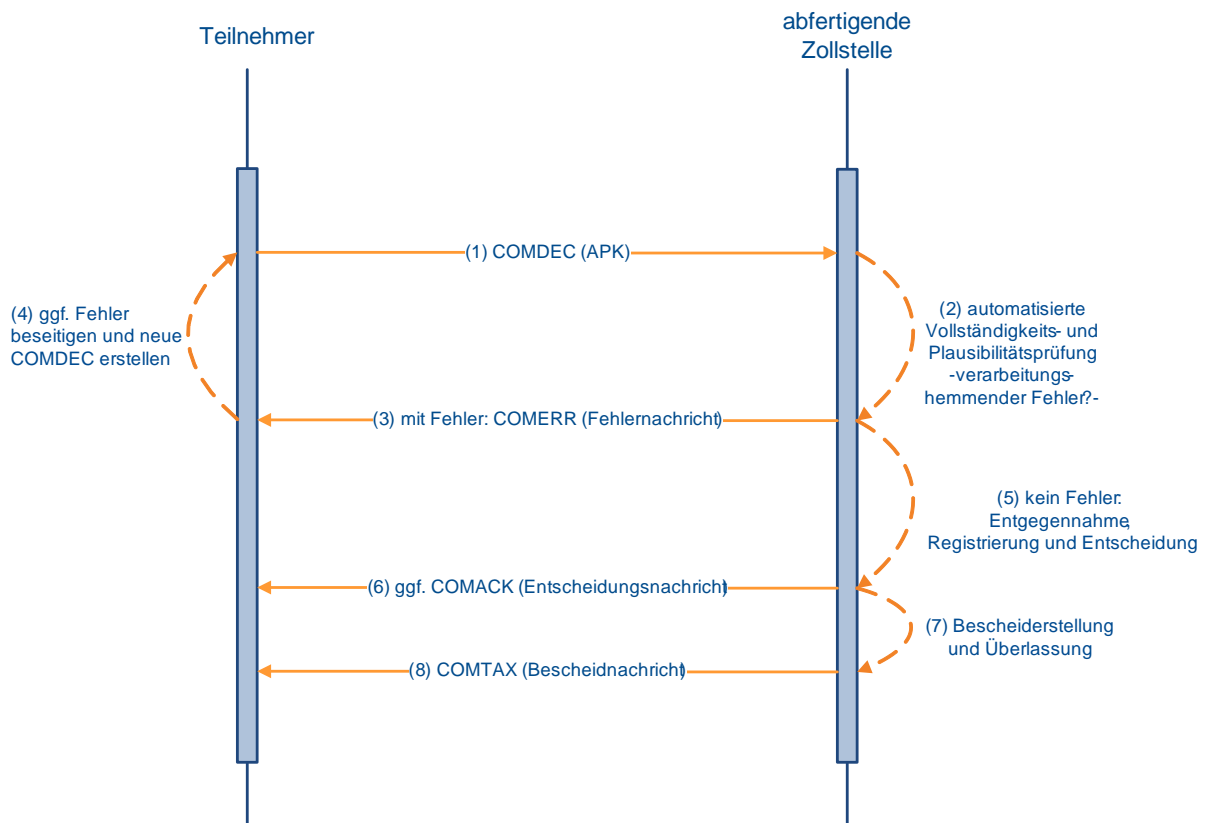 Teilnehmer
abfertigende
Zollstelle
(1) COMDEC (APK)
(2) automatisierte
Vollständigkeits- und
Plausibilitätsprüfung
-verarbeitungs-
hemmender Fehler?-
(3) mit Fehler: COMERR (Fehlernachricht)
(4) ggf. Fehler
beseitigen und neue
COMDEC erstellen
(5) kein Fehler:
Entgegennahme,
Registrierung und Entscheidung
(6) ggf. COMACK (Entscheidungsnachricht)
(7) Bescheiderstellung
und Überlassung
(8) COMTAX (Bescheidnachricht)